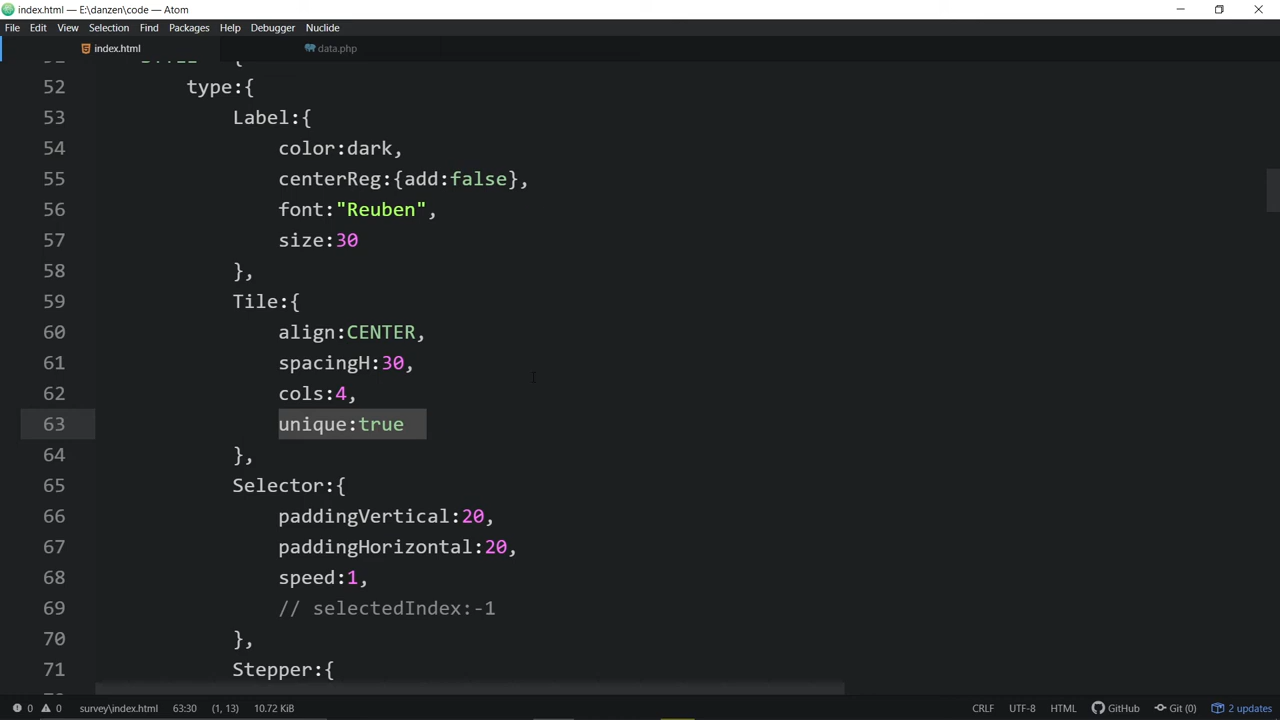 index.html — E:\danzen\code — Atom
File Edit View Selection Find Packages Help Debugger Nuclide
index.html data.php
52 type:{
53 Label:{
54 color:dark,
55 centerReg:{add:false},
56 font:"Reuben",
57 size:30
58 },
59 Tile:{
60 align:CENTER,
61 spacingH:30,
62 cols:4,
63 unique:true
64 },
65 Selector:{
66 paddingVertical:20,
67 paddingHorizontal:20,
68 speed:1,
69 // selectedIndex:-1
70 },
71 Stepper:{
0 0 survey\index.html 63:30 (1, 13) 10.72 KiB CRLF UTF-8 HTML GitHub Git (0) 2 updates